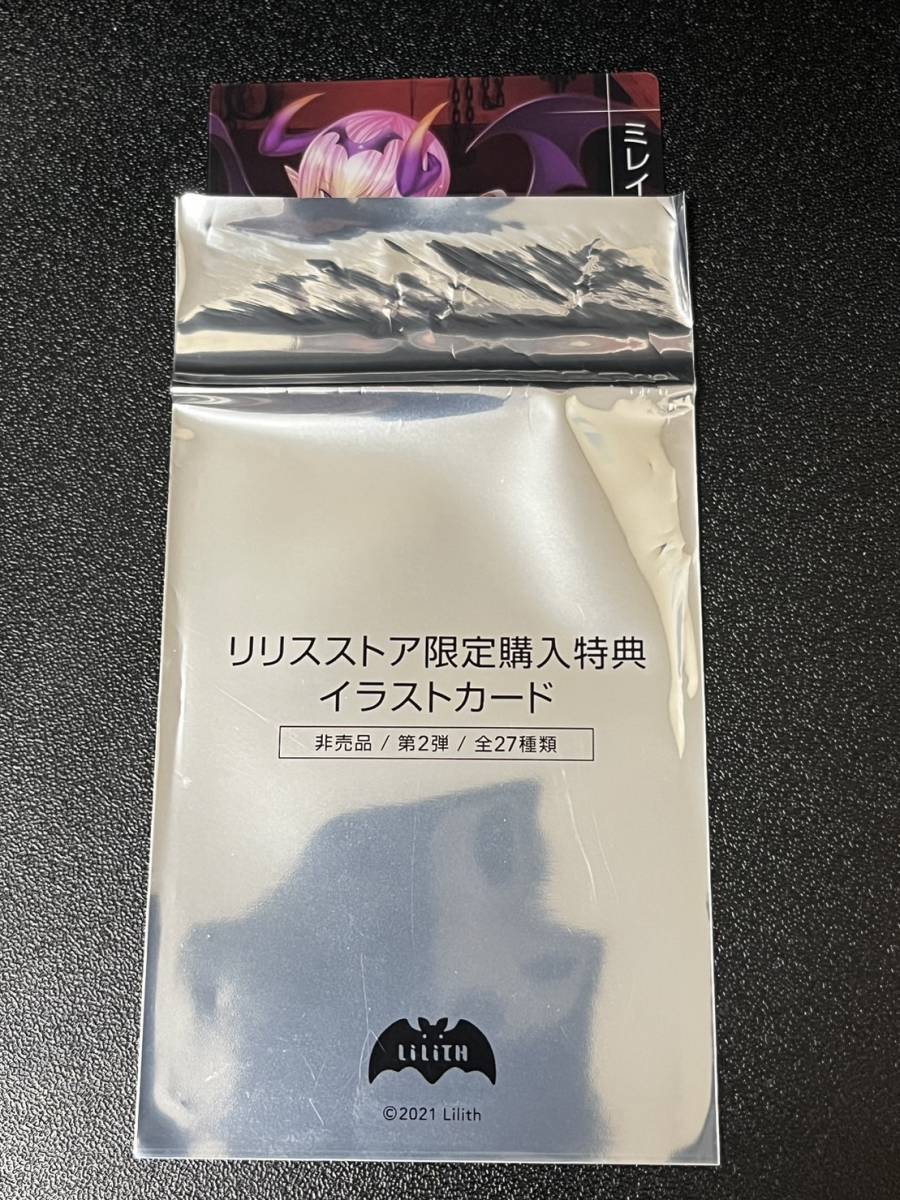 ミレイ
リリスストア限定購入特典
イラストカード
非売品 / 第2弾 / 全27種類
LiLiTH
©2021 Lilith